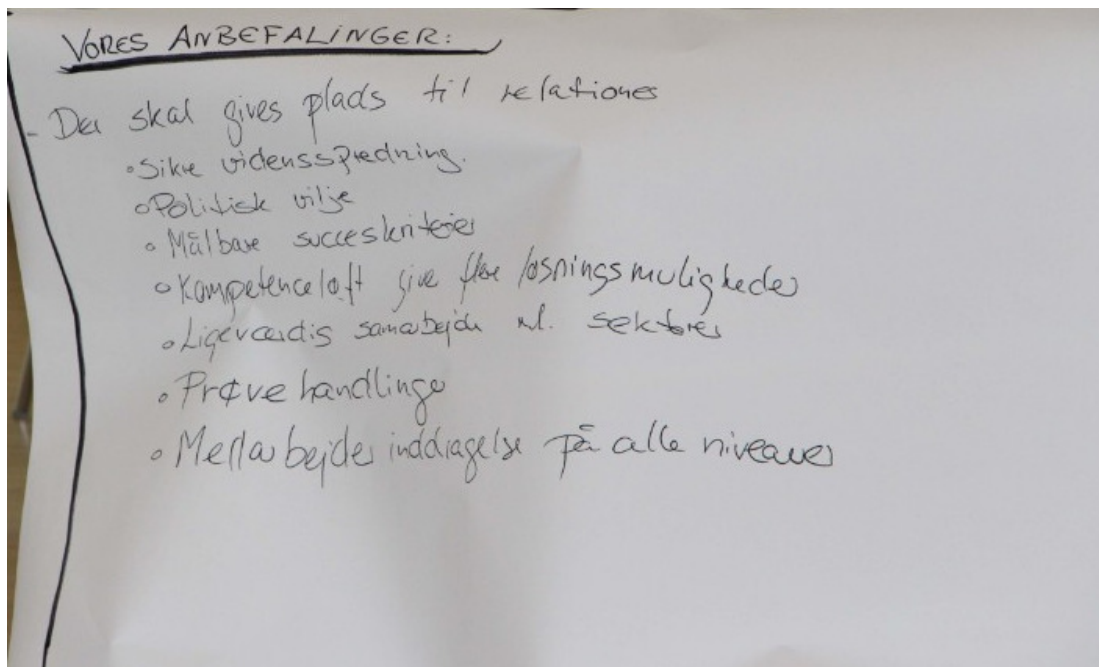 VORES ANBEFALINGER:
- Der skal gives plads til relationer
• Sikre vidensspredning.
• Politisk vilje
• Målbare succeskriterier
• Kompetenceløft give flere løsningsmuligheder
• Ligeværdig samarbejde ml. sektorer
• Prøvehandlinger
• Medarbejder inddragelse på alle niveauer